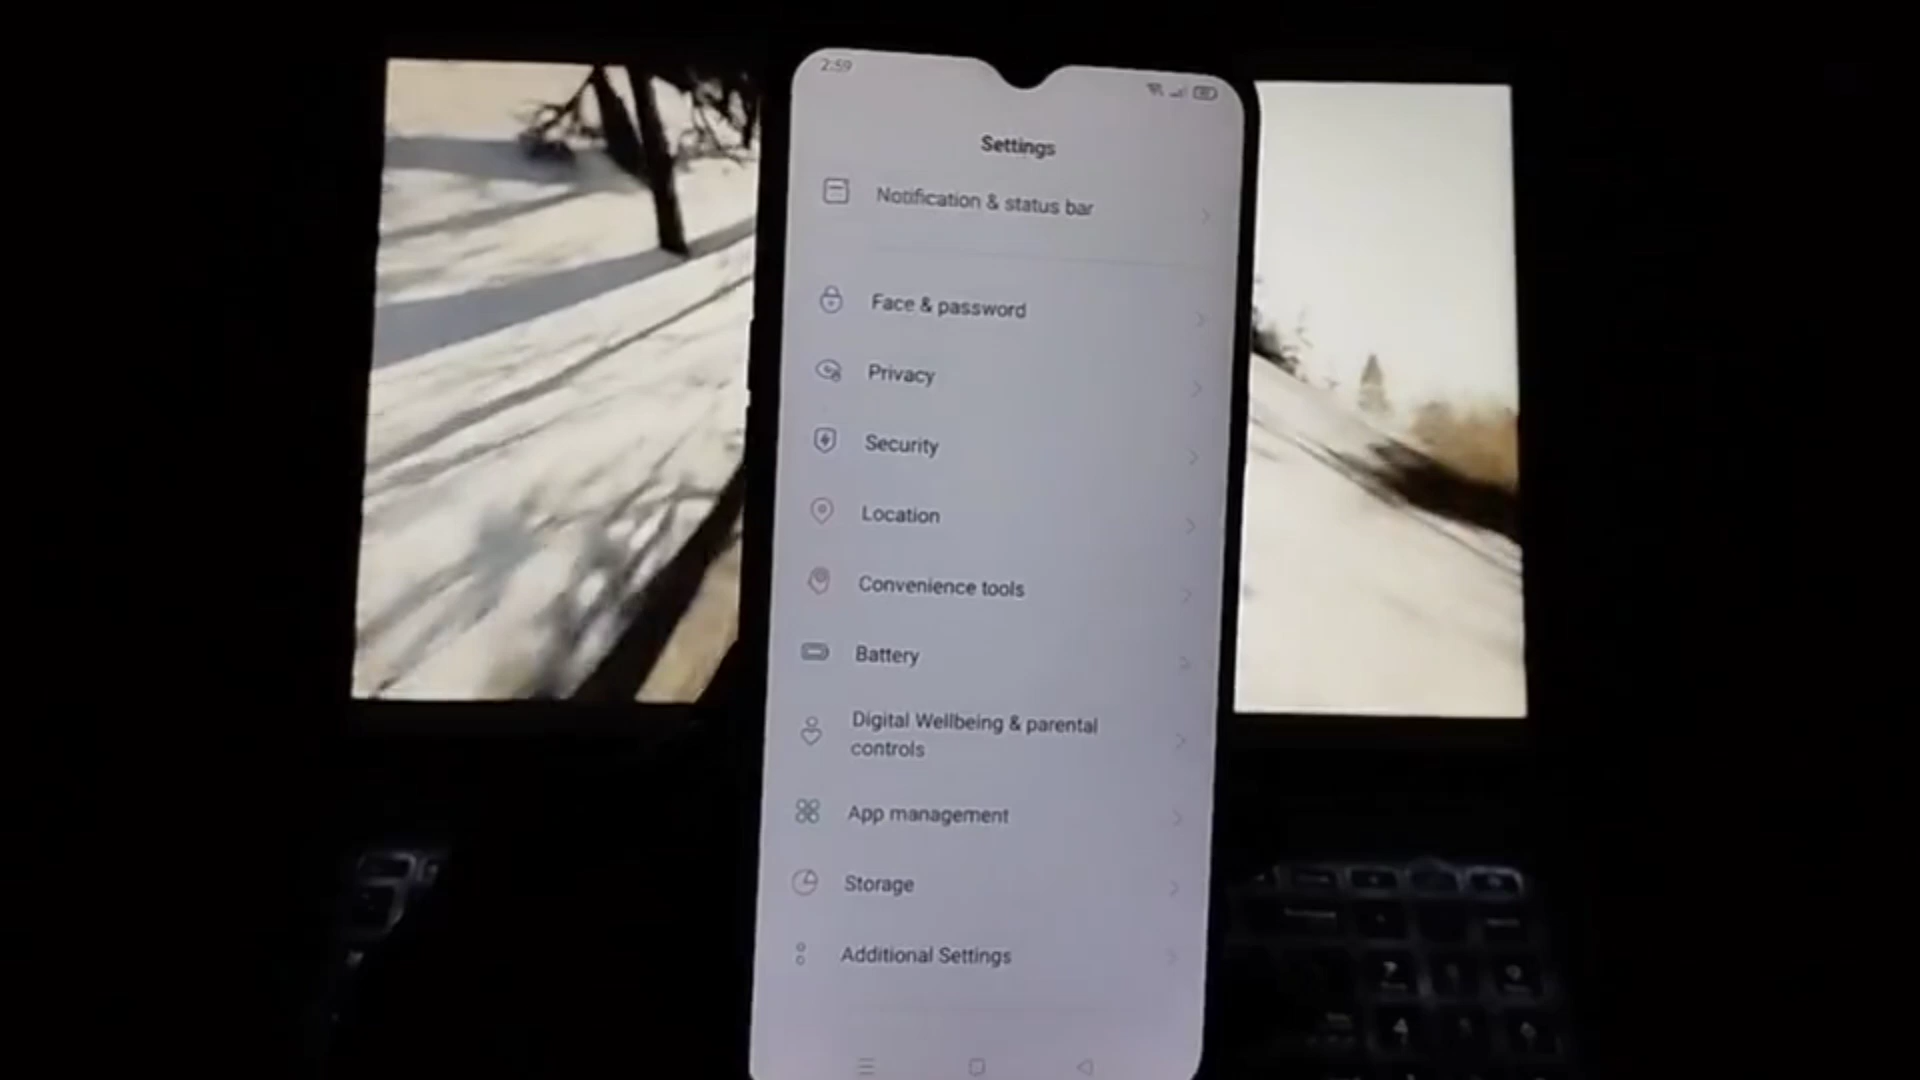 2:59
Settings
Notification & status bar
Face & password
Privacy
Security
Location
Convenience tools
Battery
Digital Wellbeing & parental
controls
App management
Storage
Additional Settings